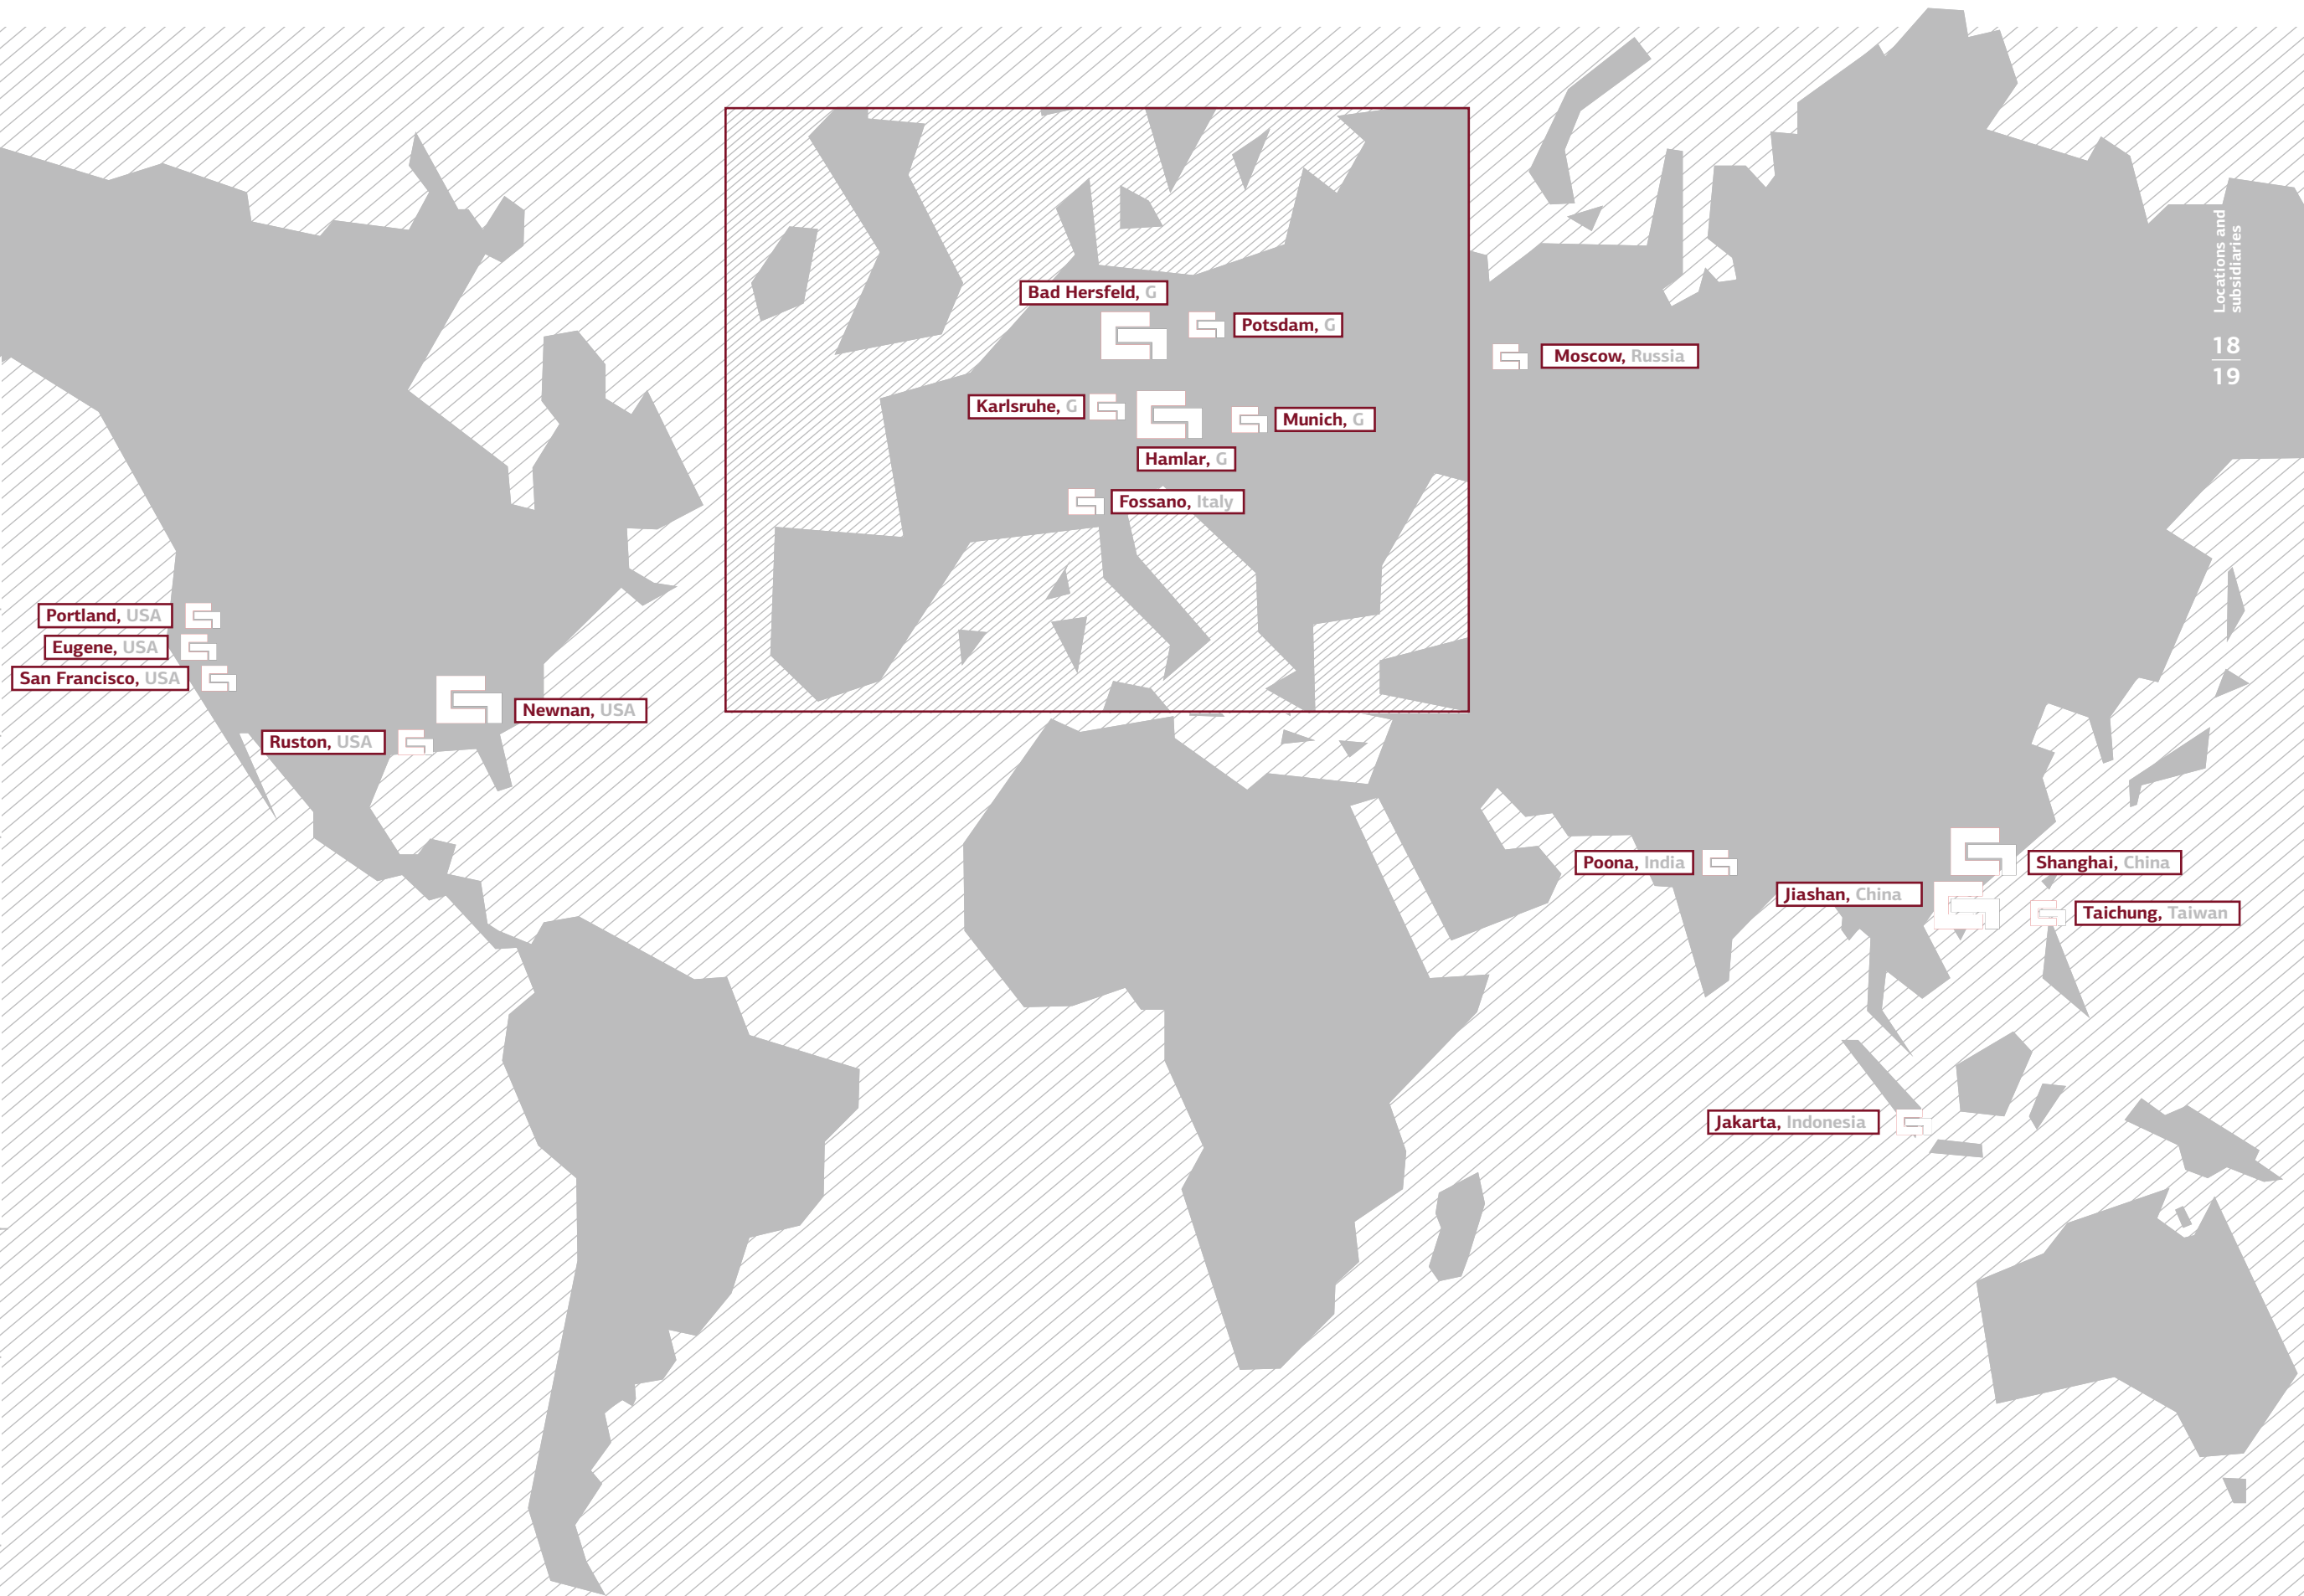 Locations and
subsidiaries
18
19
Bad Hersfeld, G
Potsdam, G
Moscow, Russia
Karlsruhe, G
Munich, G
Hamlar, G
Fossano, Italy
Portland, USA
Eugene, USA
San Francisco, USA
Newnan, USA
Ruston, USA
Poona, India
Shanghai, China
Jiashan, China
Taichung, Taiwan
Jakarta, Indonesia